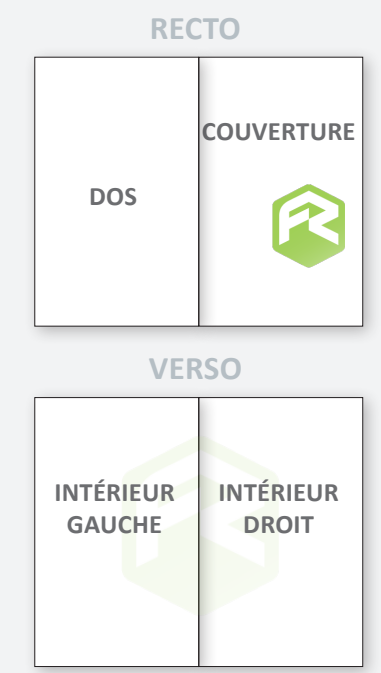 RECTO
DOS
COUVERTURE
VERSO
INTÉRIEUR
GAUCHE
INTÉRIEUR
DROIT